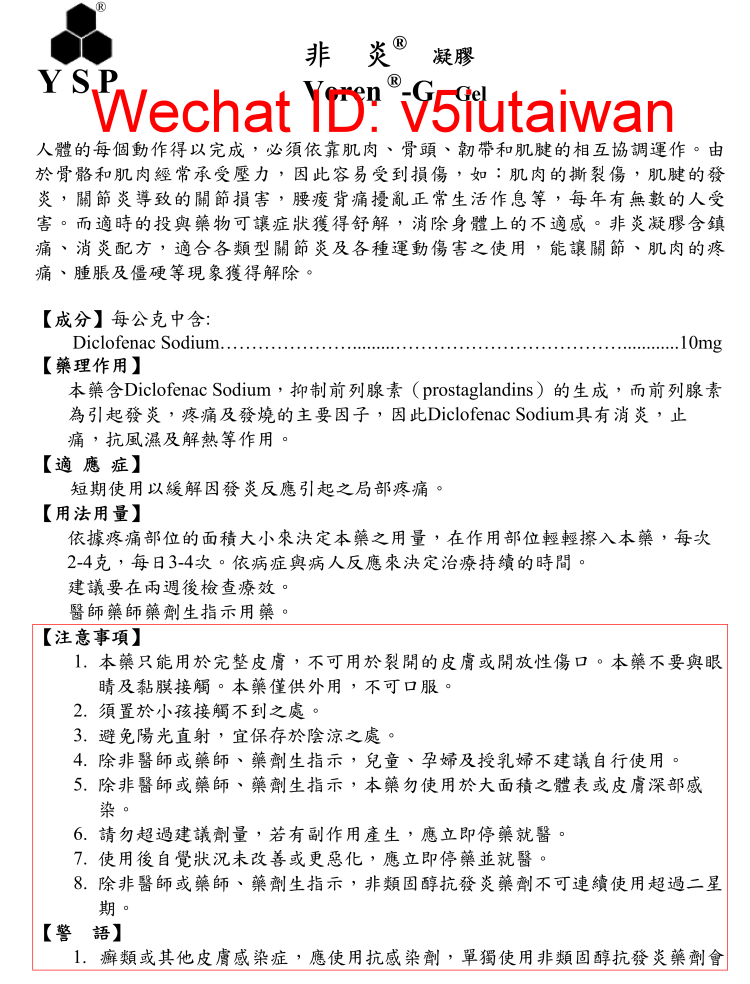 ®
YSP
非 炎® 凝膠
Voren ®-G Gel
Wechat ID: v5iutaiwan
人體的每個動作得以完成，必須依靠肌肉、骨頭、韌帶和肌腱的相互協調運作。由
於骨骼和肌肉經常承受壓力，因此容易受到損傷，如：肌肉的撕裂傷，肌腱的發
炎，關節炎導致的關節損害，腰痠背痛擾亂正常生活作息等，每年有無數的人受
害。而適時的投與藥物可讓症狀獲得舒解，消除身體上的不適感。非炎凝膠含鎮
痛、消炎配方，適合各類型關節炎及各種運動傷害之使用，能讓關節、肌肉的疼
痛、腫脹及僵硬等現象獲得解除。
【成分】每公克中含:
Diclofenac Sodium…………………..........………………………………............10mg
【藥理作用】
本藥含Diclofenac Sodium，抑制前列腺素（prostaglandins）的生成，而前列腺素
為引起發炎，疼痛及發燒的主要因子，因此Diclofenac Sodium具有消炎，止
痛，抗風濕及解熱等作用。
【適 應 症】
短期使用以緩解因發炎反應引起之局部疼痛。
【用法用量】
依據疼痛部位的面積大小來決定本藥之用量，在作用部位輕輕擦入本藥，每次
2-4克，每日3-4次。依病症與病人反應來決定治療持續的時間。
建議要在兩週後檢查療效。
醫師藥師藥劑生指示用藥。
【注意事項】
1. 本藥只能用於完整皮膚，不可用於裂開的皮膚或開放性傷口。本藥不要與眼
睛及黏膜接觸。本藥僅供外用，不可口服。
2. 須置於小孩接觸不到之處。
3. 避免陽光直射，宜保存於陰涼之處。
4. 除非醫師或藥師、藥劑生指示，兒童、孕婦及授乳婦不建議自行使用。
5. 除非醫師或藥師、藥劑生指示，本藥勿使用於大面積之體表或皮膚深部感
染。
6. 請勿超過建議劑量，若有副作用產生，應立即停藥就醫。
7. 使用後自覺狀況未改善或更惡化，應立即停藥並就醫。
8. 除非醫師或藥師、藥劑生指示，非類固醇抗發炎藥劑不可連續使用超過二星
期。
【警 語】
1. 癬類或其他皮膚感染症，應使用抗感染劑，單獨使用非類固醇抗發炎藥劑會